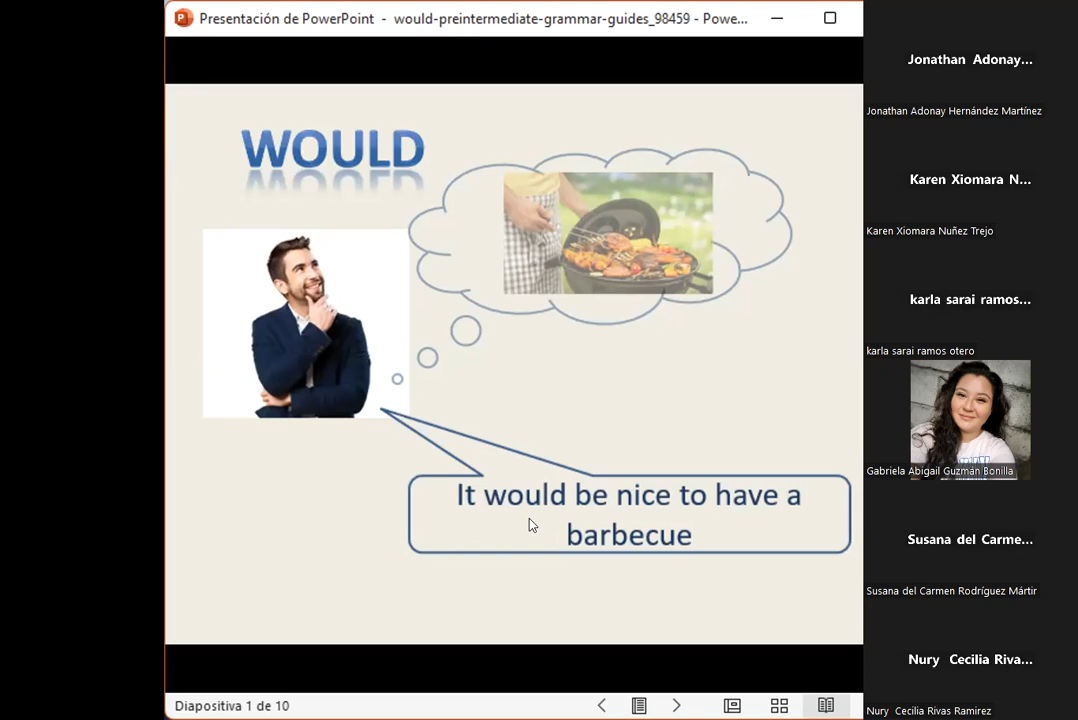 Presentación de PowerPoint - would-preintermediate-grammar-guides_98459 - Powe...
WOULD
It would be nice to have a
barbecue
Diapositiva 1 de 10
Jonathan Adonay...
Jonathan Adonay Hernández Martínez
Karen Xiomara N...
Karen Xiomara Nuñez Trejo
karla sarai ramos...
karla sarai ramos otero
Gabriela Abigail Guzmán Bonilla
Susana del Carme...
Susana del Carmen Rodríguez Mártir
Nury Cecilia Riva...
Nury Cecilia Rivas Ramirez